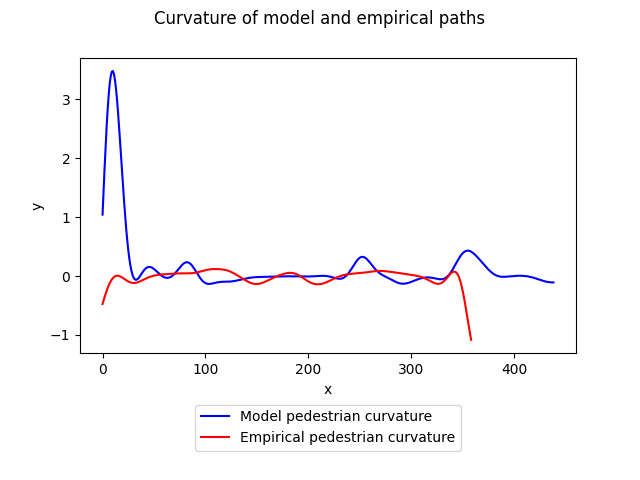 Curvature of model and empirical paths
3
2
1
0
−1
y
0 100 200 300 400
x
Model pedestrian curvature
Empirical pedestrian curvature